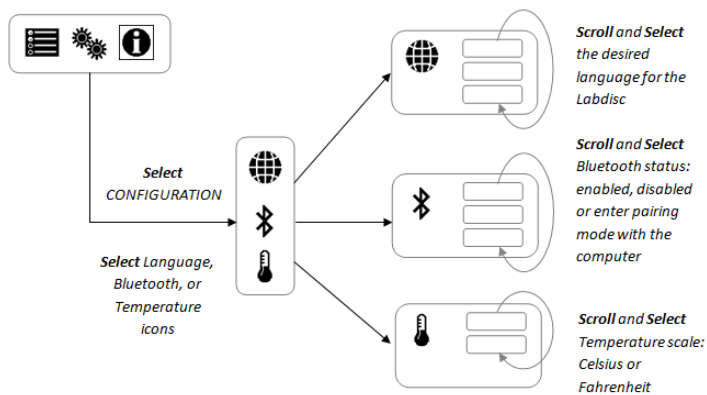 Scroll and Select
the desired
language for the
Labdisc
Select
CONFIGURATION
Scroll and Select
Bluetooth status:
enabled, disabled
or enter pairing
mode with the
computer
Select Language,
Bluetooth, or
Temperature
icons
Scroll and Select
Temperature scale:
Celsius or
Fahrenheit